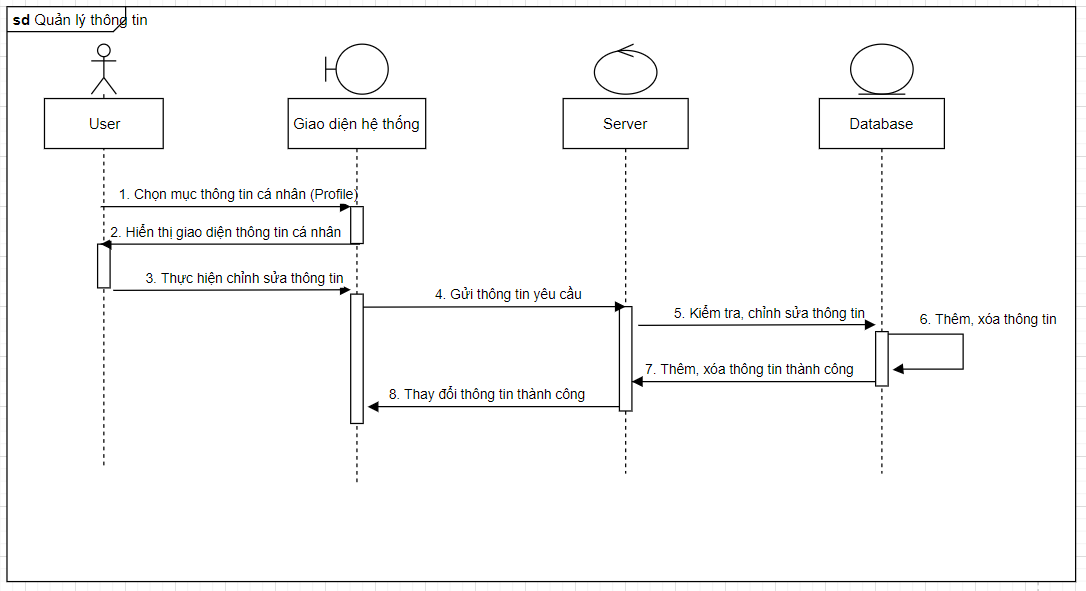 sd Quản lý thông tin
User
Giao diện hệ thống
Server
Database
1. Chọn mục thông tin cá nhân (Profile)
2. Hiển thị giao diện thông tin cá nhân
3. Thực hiện chỉnh sửa thông tin
4. Gửi thông tin yêu cầu
5. Kiểm tra, chỉnh sửa thông tin
6. Thêm, xóa thông tin
7. Thêm, xóa thông tin thành công
8. Thay đổi thông tin thành công